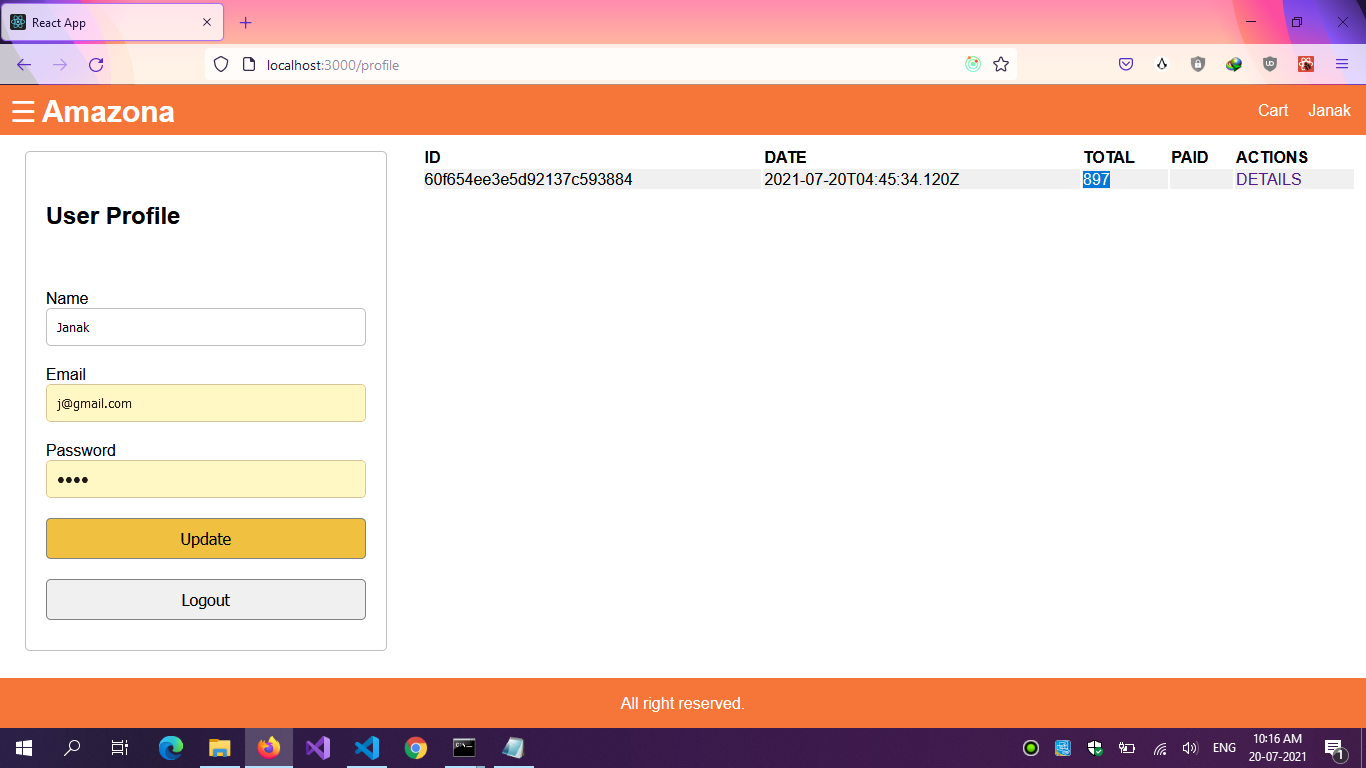 React App
localhost:3000/profile
☰ Amazona
Cart
Janak
User Profile
Name
Janak
Email
j@gmail.com
Password
••••
Update
Logout
ID DATE TOTAL PAID ACTIONS
60f654ee3e5d92137c593884 2021-07-20T04:45:34.120Z 897 DETAILS
All right reserved.
ENG
10:16 AM
20-07-2021
1